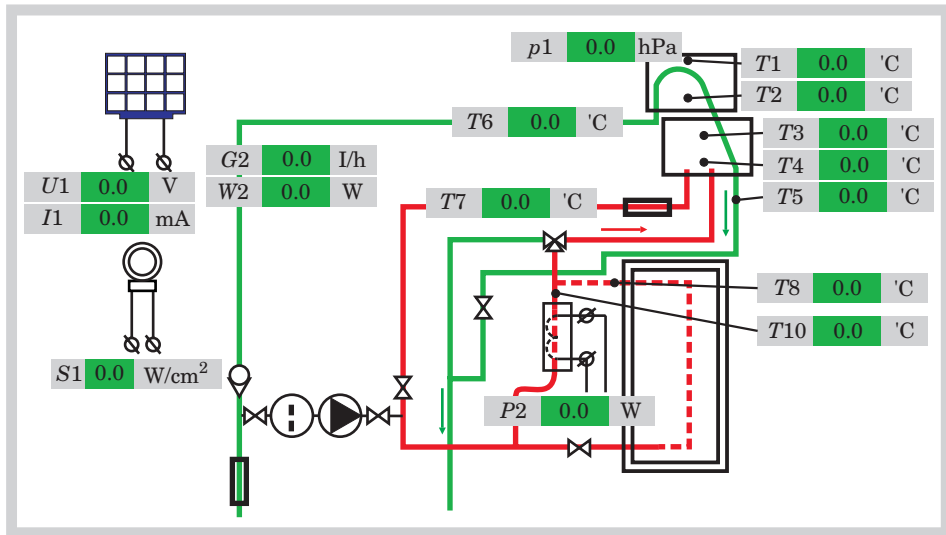 p1 0.0 hPa
T1 0.0 'C
T2 0.0 'C
T6 0.0 'C
T3 0.0 'C
G2 0.0 I/h
T4 0.0 'C
U1 0.0 V
W2 0.0 W
T7 0.0 'C
T5 0.0 'C
I1 0.0 mA
T8 0.0 'C
T10 0.0 'C
S1 0.0 W/cm²
P2 0.0 W